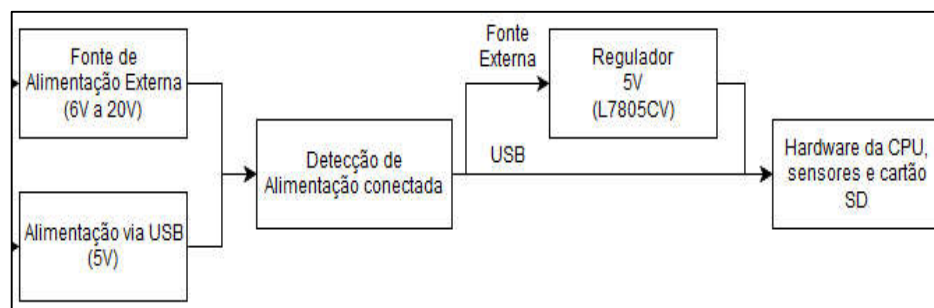 Fonte de
Alimentação Externa
(6V a 20V)
Alimentação via USB
(5V)
Detecção de
Alimentação conectada
Fonte
Externa
USB
Regulador
5V
(L7805CV)
Hardware da CPU,
sensores e cartão
SD